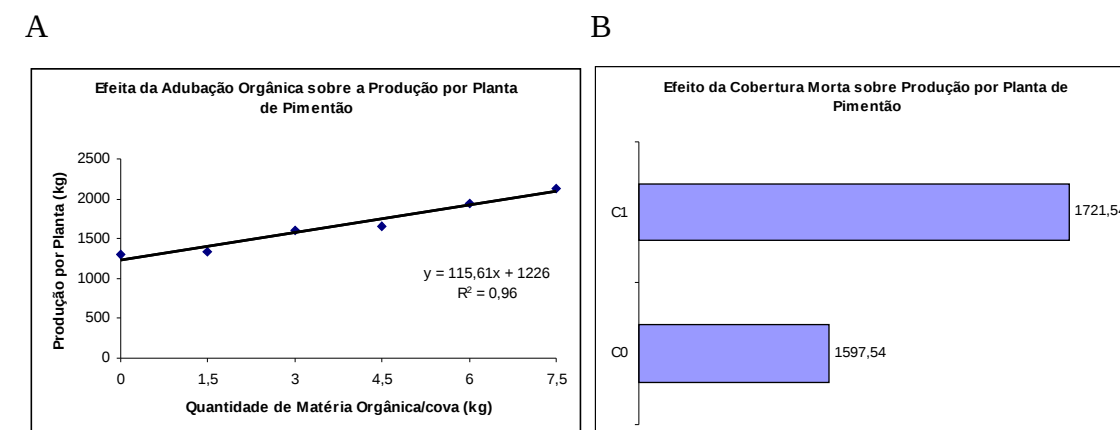 A
Efeita da Adubação Orgânica sobre a Produção por Planta
de Pimentão
Produção por Planta (kg)
2500
2000
1500
1000
500
0
0 1,5 3 4,5 6 7,5
y = 115,61x + 1226
R² = 0,96
Quantidade de Matéria Orgânica/cova (kg)
B
Efeito da Cobertura Morta sobre Produção por Planta de
Pimentão
C1
1721,54
C0
1597,54